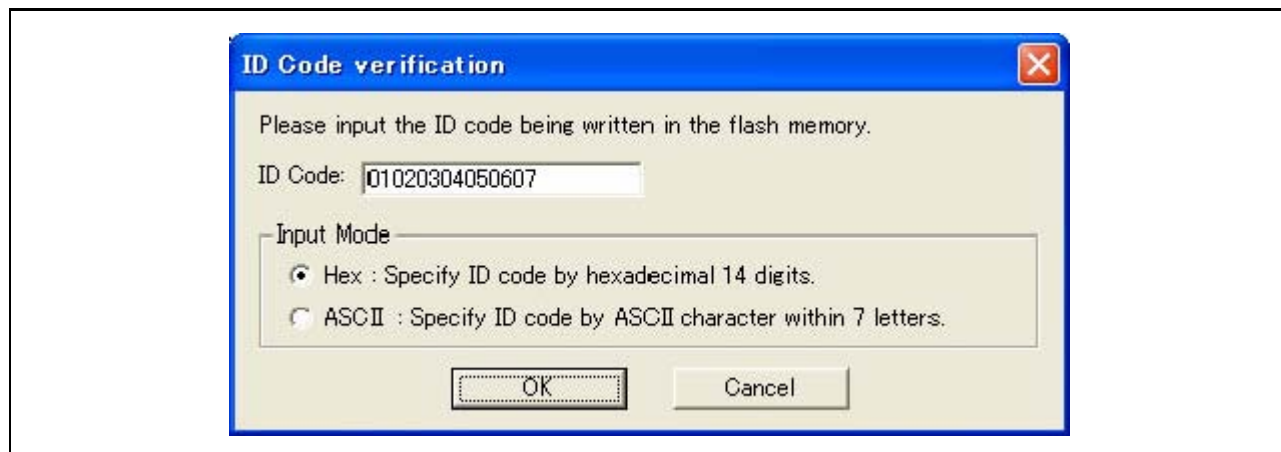 ID Code verification
Please input the ID code being written in the flash memory.
ID Code: 01020304050607
Input Mode
Hex : Specify ID code by hexadecimal 14 digits.
ASCII : Specify ID code by ASCII character within 7 letters.
OK Cancel